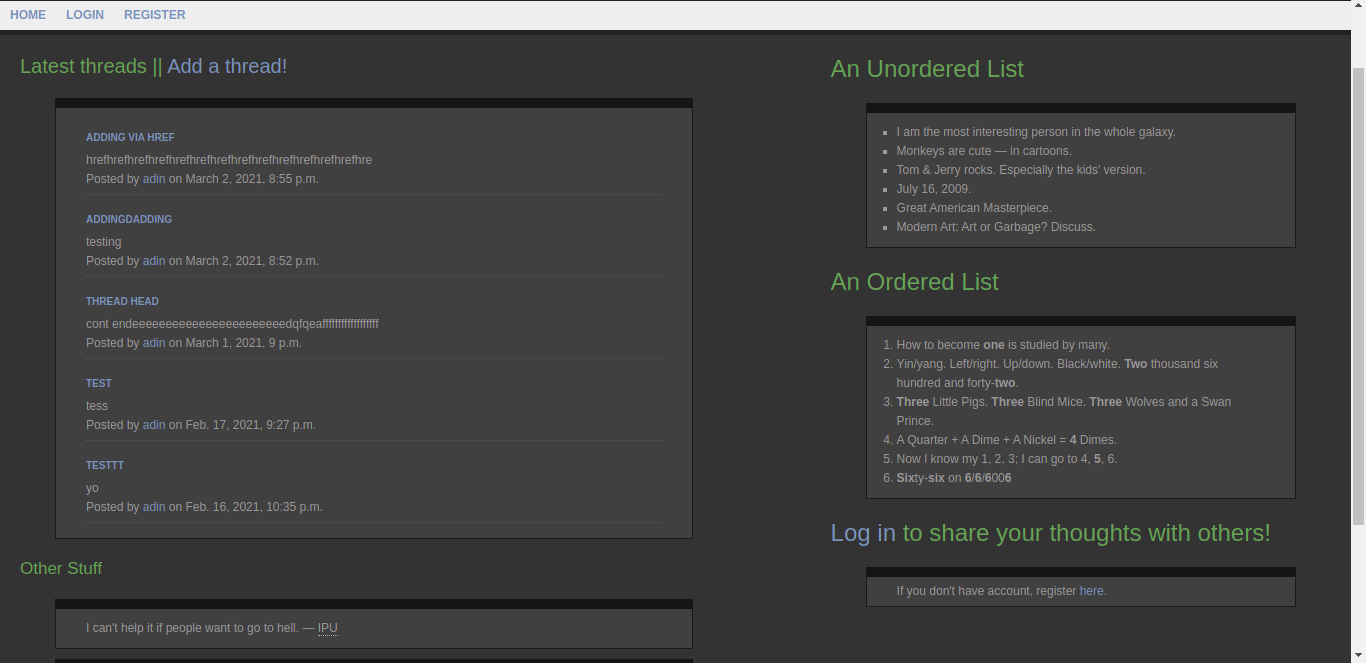 HOME LOGIN REGISTER
Latest threads || Add a thread!
ADDING VIA HREF
hrefhrefhrefhrefhrefhrefhrefhrefhrefhrefhrefhrefhrefhrefhre
Posted by adin on March 2, 2021, 8:55 p.m.
ADDINGDADDING
testing
Posted by adin on March 2, 2021, 8:52 p.m.
THREAD HEAD
cont endeeeeeeeeeeeeeeeeeeeeeeedqfqeafffffffffffffffffff
Posted by adin on March 1, 2021, 9 p.m.
TEST
tess
Posted by adin on Feb. 17, 2021, 9:27 p.m.
TESTTT
yo
Posted by adin on Feb. 16, 2021, 10:35 p.m.
Other Stuff
I can't help it if people want to go to hell. — IPU
An Unordered List
I am the most interesting person in the whole galaxy.
Monkeys are cute — in cartoons.
Tom & Jerry rocks. Especially the kids' version.
July 16, 2009.
Great American Masterpiece.
Modern Art: Art or Garbage? Discuss.
An Ordered List
1. How to become one is studied by many.
2. Yin/yang. Left/right. Up/down. Black/white. Two thousand six
hundred and forty-two.
3. Three Little Pigs. Three Blind Mice. Three Wolves and a Swan
Prince.
4. A Quarter + A Dime + A Nickel = 4 Dimes.
5. Now I know my 1, 2, 3; I can go to 4, 5, 6.
6. Sixty-six on 6/6/6006
Log in to share your thoughts with others!
If you don't have account, register here.